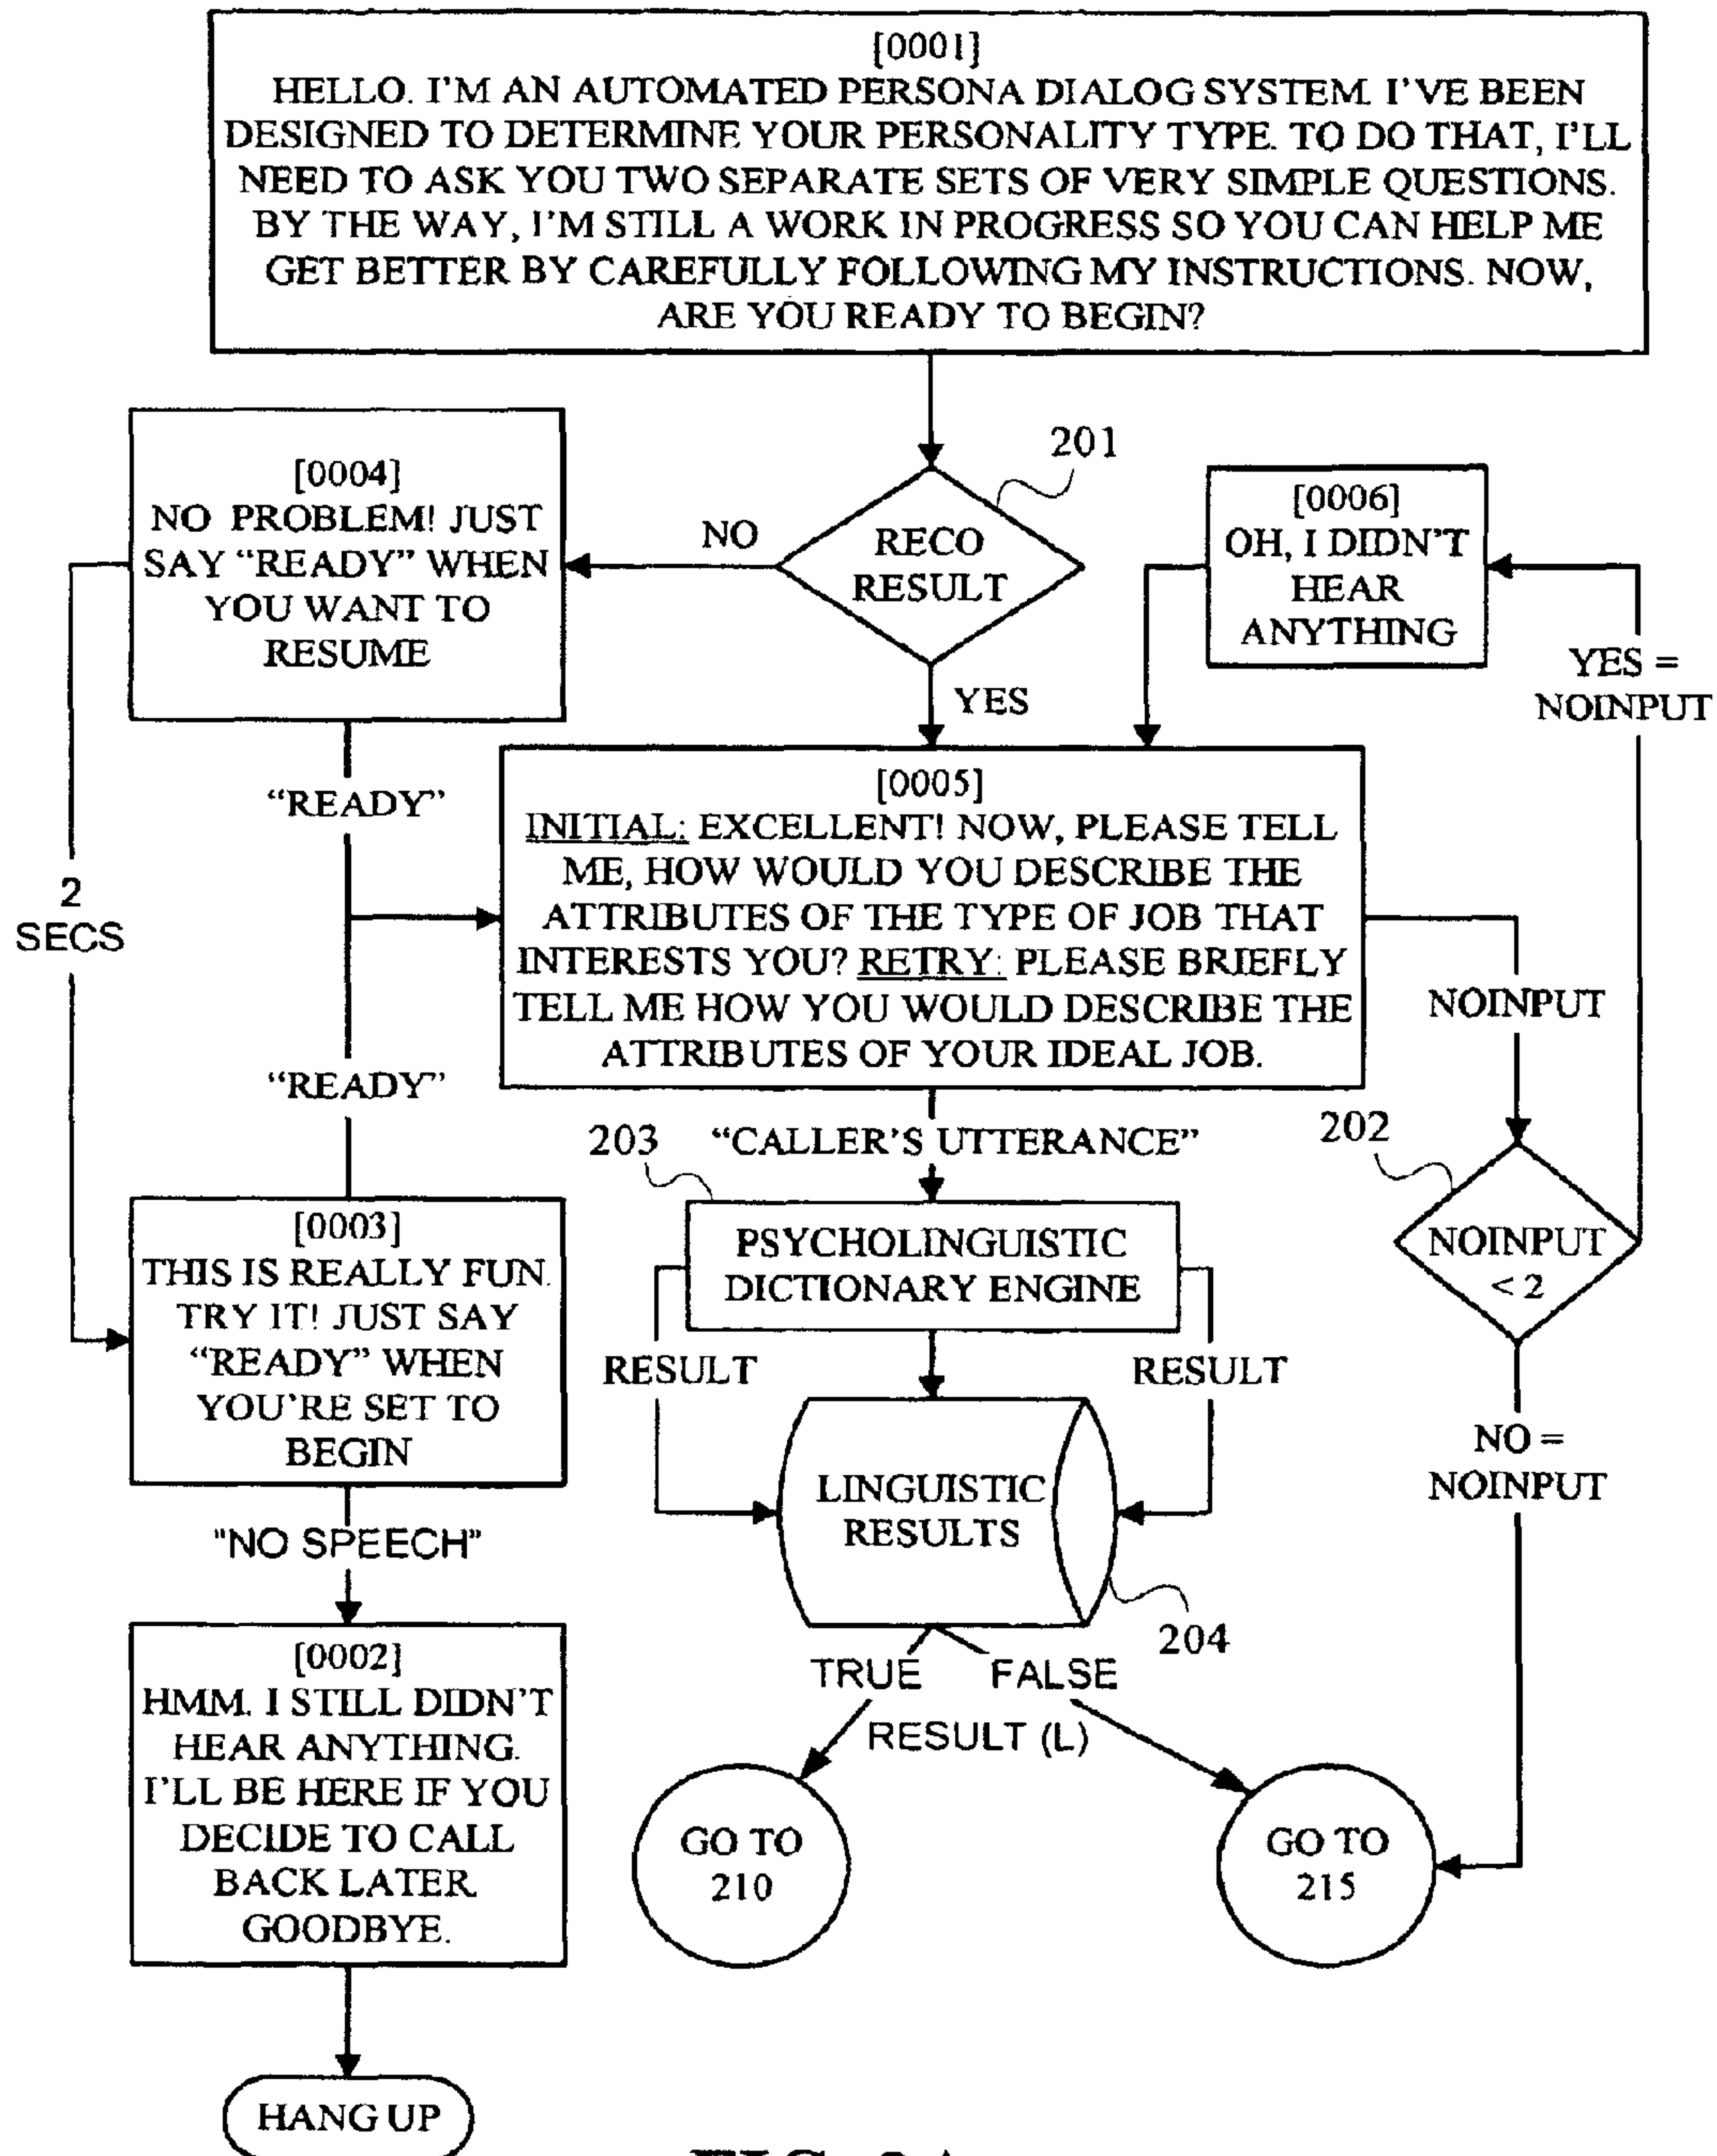 [0001]
HELLO. I'M AN AUTOMATED PERSONA DIALOG SYSTEM. I'VE BEEN
DESIGNED TO DETERMINE YOUR PERSONALITY TYPE. TO DO THAT, I'LL
NEED TO ASK YOU TWO SEPARATE SETS OF VERY SIMPLE QUESTIONS.
BY THE WAY, I'M STILL A WORK IN PROGRESS SO YOU CAN HELP ME
GET BETTER BY CAREFULLY FOLLOWING MY INSTRUCTIONS. NOW,
ARE YOU READY TO BEGIN?
201
RECO
RESULT
NO
YES
[0004]
NO PROBLEM! JUST
SAY “READY” WHEN
YOU WANT TO
RESUME
[0006]
OH, I DIDN'T
HEAR
ANYTHING
YES =
NOINPUT
“READY”
2
SECS
“READY”
[0005]
INITIAL: EXCELLENT! NOW, PLEASE TELL
ME, HOW WOULD YOU DESCRIBE THE
ATTRIBUTES OF THE TYPE OF JOB THAT
INTERESTS YOU? RETRY: PLEASE BRIEFLY
TELL ME HOW YOU WOULD DESCRIBE THE
ATTRIBUTES OF YOUR IDEAL JOB.
NOINPUT
202
NOINPUT
< 2
NO =
NOINPUT
203
“CALLER'S UTTERANCE”
PSYCHOLINGUISTIC
DICTIONARY ENGINE
RESULT
RESULT
LINGUISTIC
RESULTS
204
TRUE
FALSE
RESULT (L)
GO TO
210
GO TO
215
[0003]
THIS IS REALLY FUN.
TRY IT! JUST SAY
“READY” WHEN
YOU'RE SET TO
BEGIN
"NO SPEECH"
[0002]
HMM. I STILL DIDN'T
HEAR ANYTHING.
I'LL BE HERE IF YOU
DECIDE TO CALL
BACK LATER
GOODBYE.
HANG UP